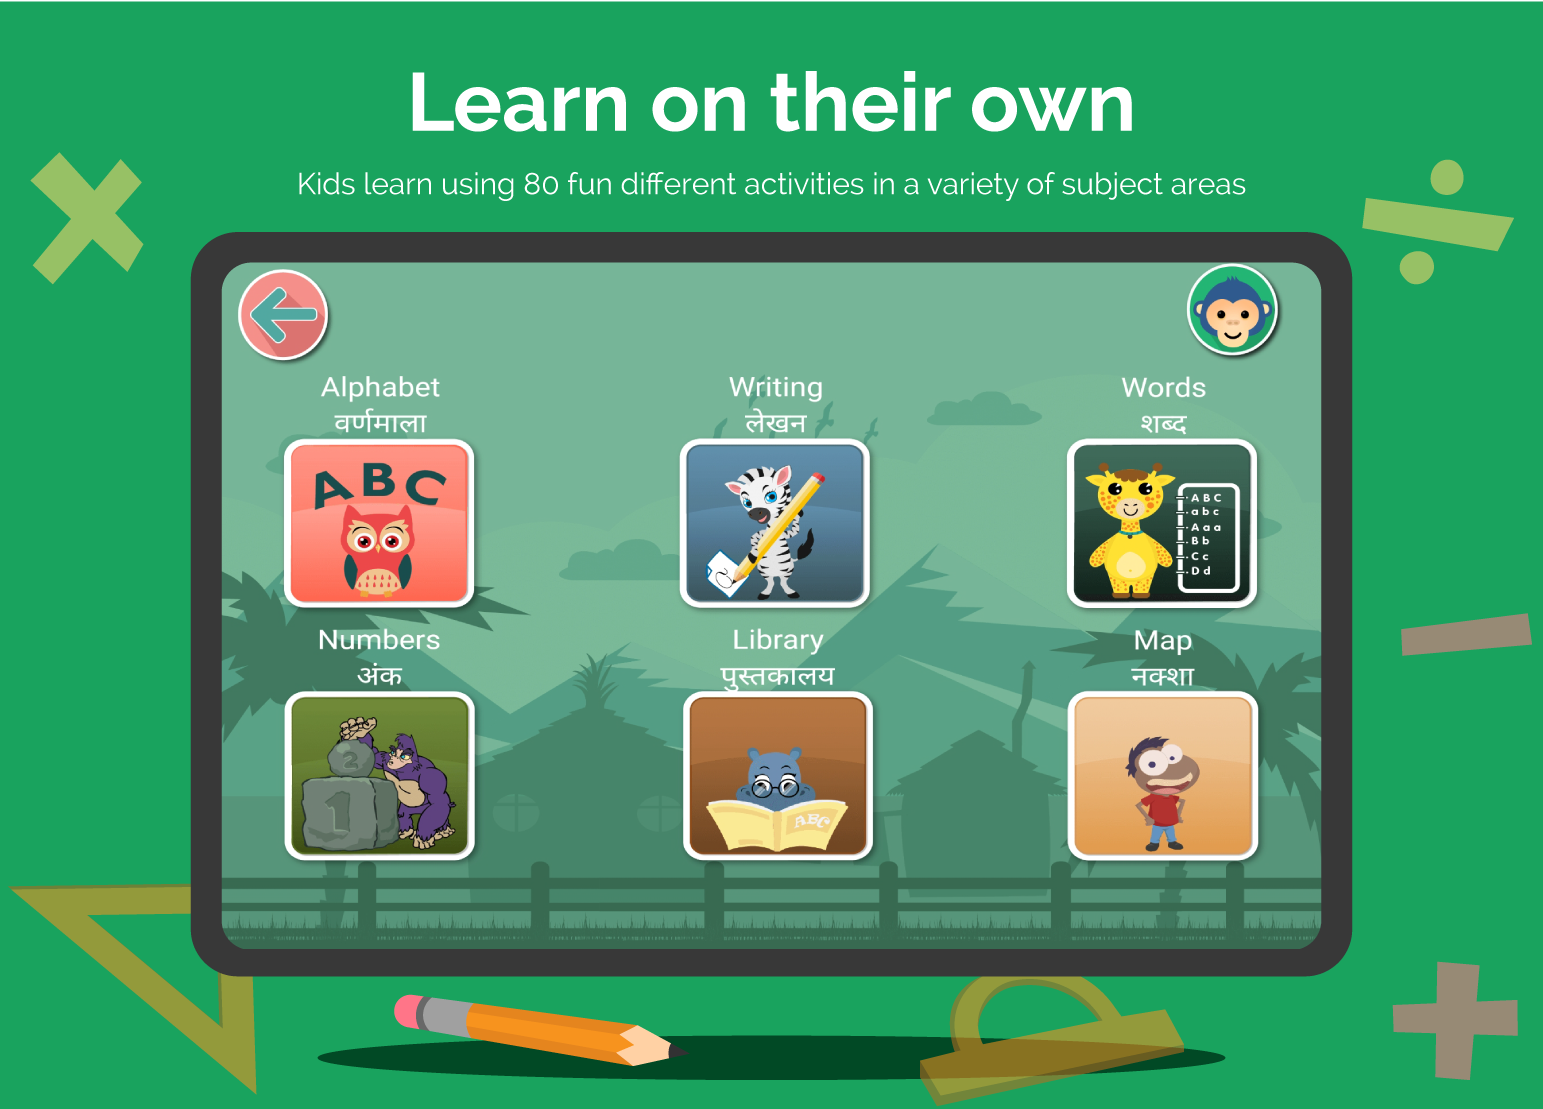 Learn on their own
Kids learn using 80 fun different activities in a variety of subject areas
Alphabet
वर्णमाला
Writing
लेखन
Words
शब्द
A B C
A B C
a b c
A a a
B b
C c
D d
Numbers
अंक
Library
पुस्तकालय
Map
नक्शा
2
1
ABC